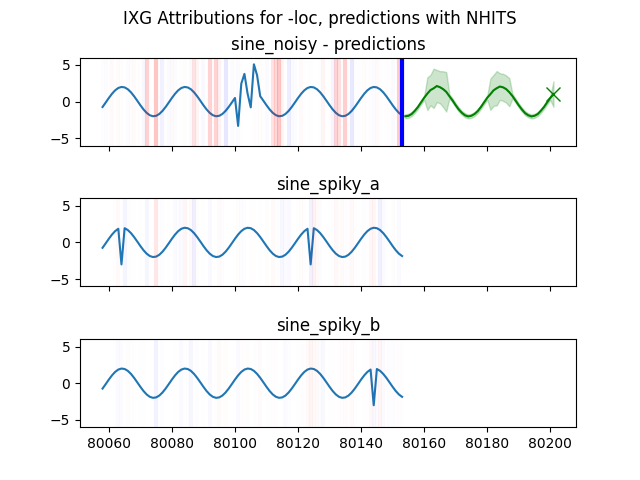 IXG Attributions for -loc, predictions with NHITS
sine_noisy - predictions
5
0
−5
sine_spiky_a
5
0
−5
sine_spiky_b
5
0
−5
80060 80080 80100 80120 80140 80160 80180 80200